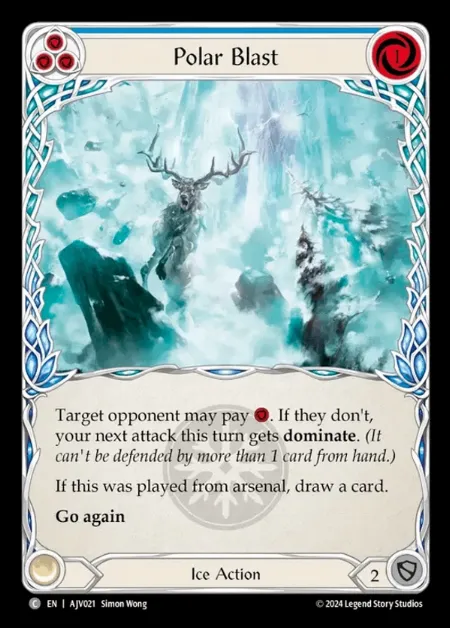 Polar Blast
1
Target opponent may pay . If they don't,
your next attack this turn gets dominate. (It
can't be defended by more than 1 card from hand.)
If this was played from arsenal, draw a card.
Go again
Ice Action
2
C EN | AJV021 Simon Wong
© 2024 Legend Story Studios